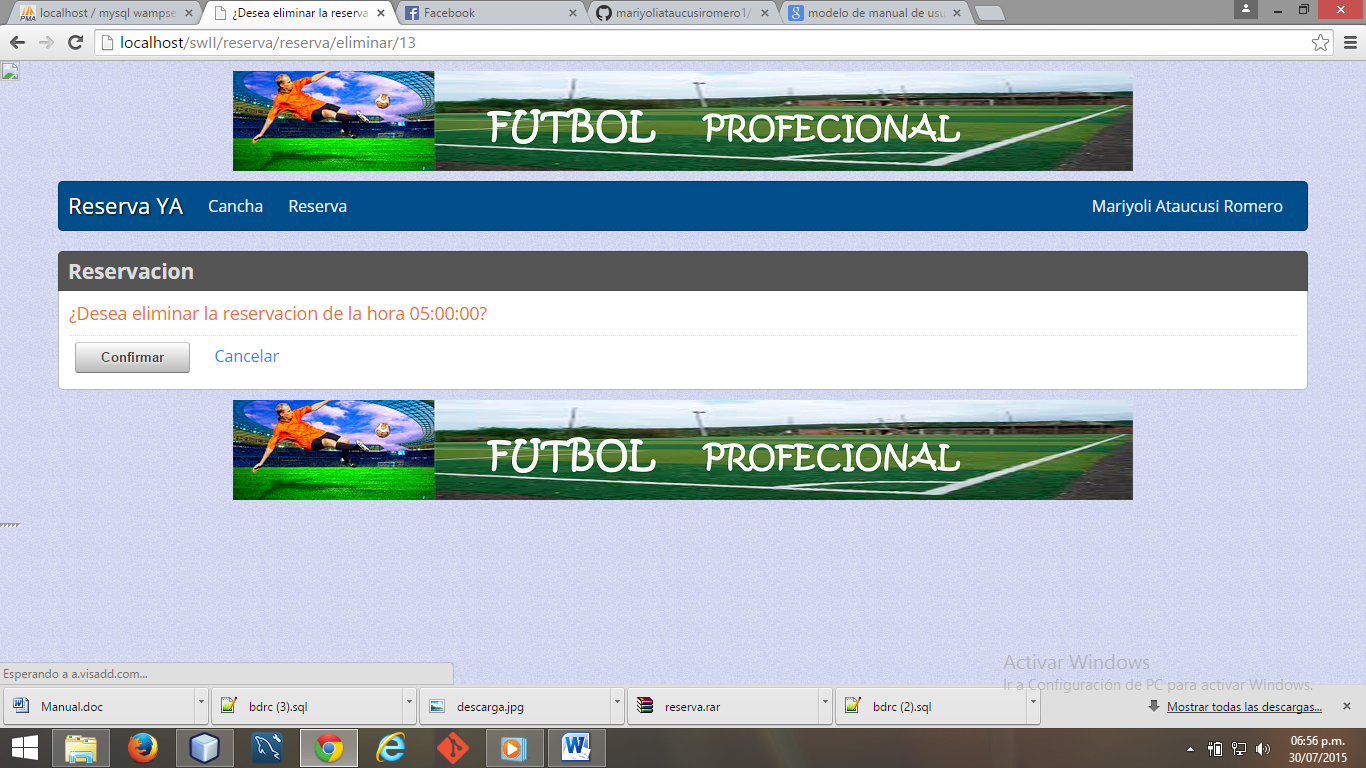 localhost / mysql wampse
¿Desea eliminar la reserva
Facebook
mariyoliataucusiromero1/
modelo de manual de usu
localhost/swII/reserva/reserva/eliminar/13
FUTBOL PROFECIONAL
Reserva YA
Cancha
Reserva
Mariyoli Ataucusi Romero
Reservacion
¿Desea eliminar la reservacion de la hora 05:00:00?
Confirmar
Cancelar
FUTBOL PROFECIONAL
Esperando a a.visadd.com...
Activar Windows
Ir a Configuración de PC para activar Windows.
Manual.doc
bdrc (3).sql
descarga.jpg
reserva.rar
bdrc (2).sql
Mostrar todas las descargas...
06:56 p.m.
30/07/2015